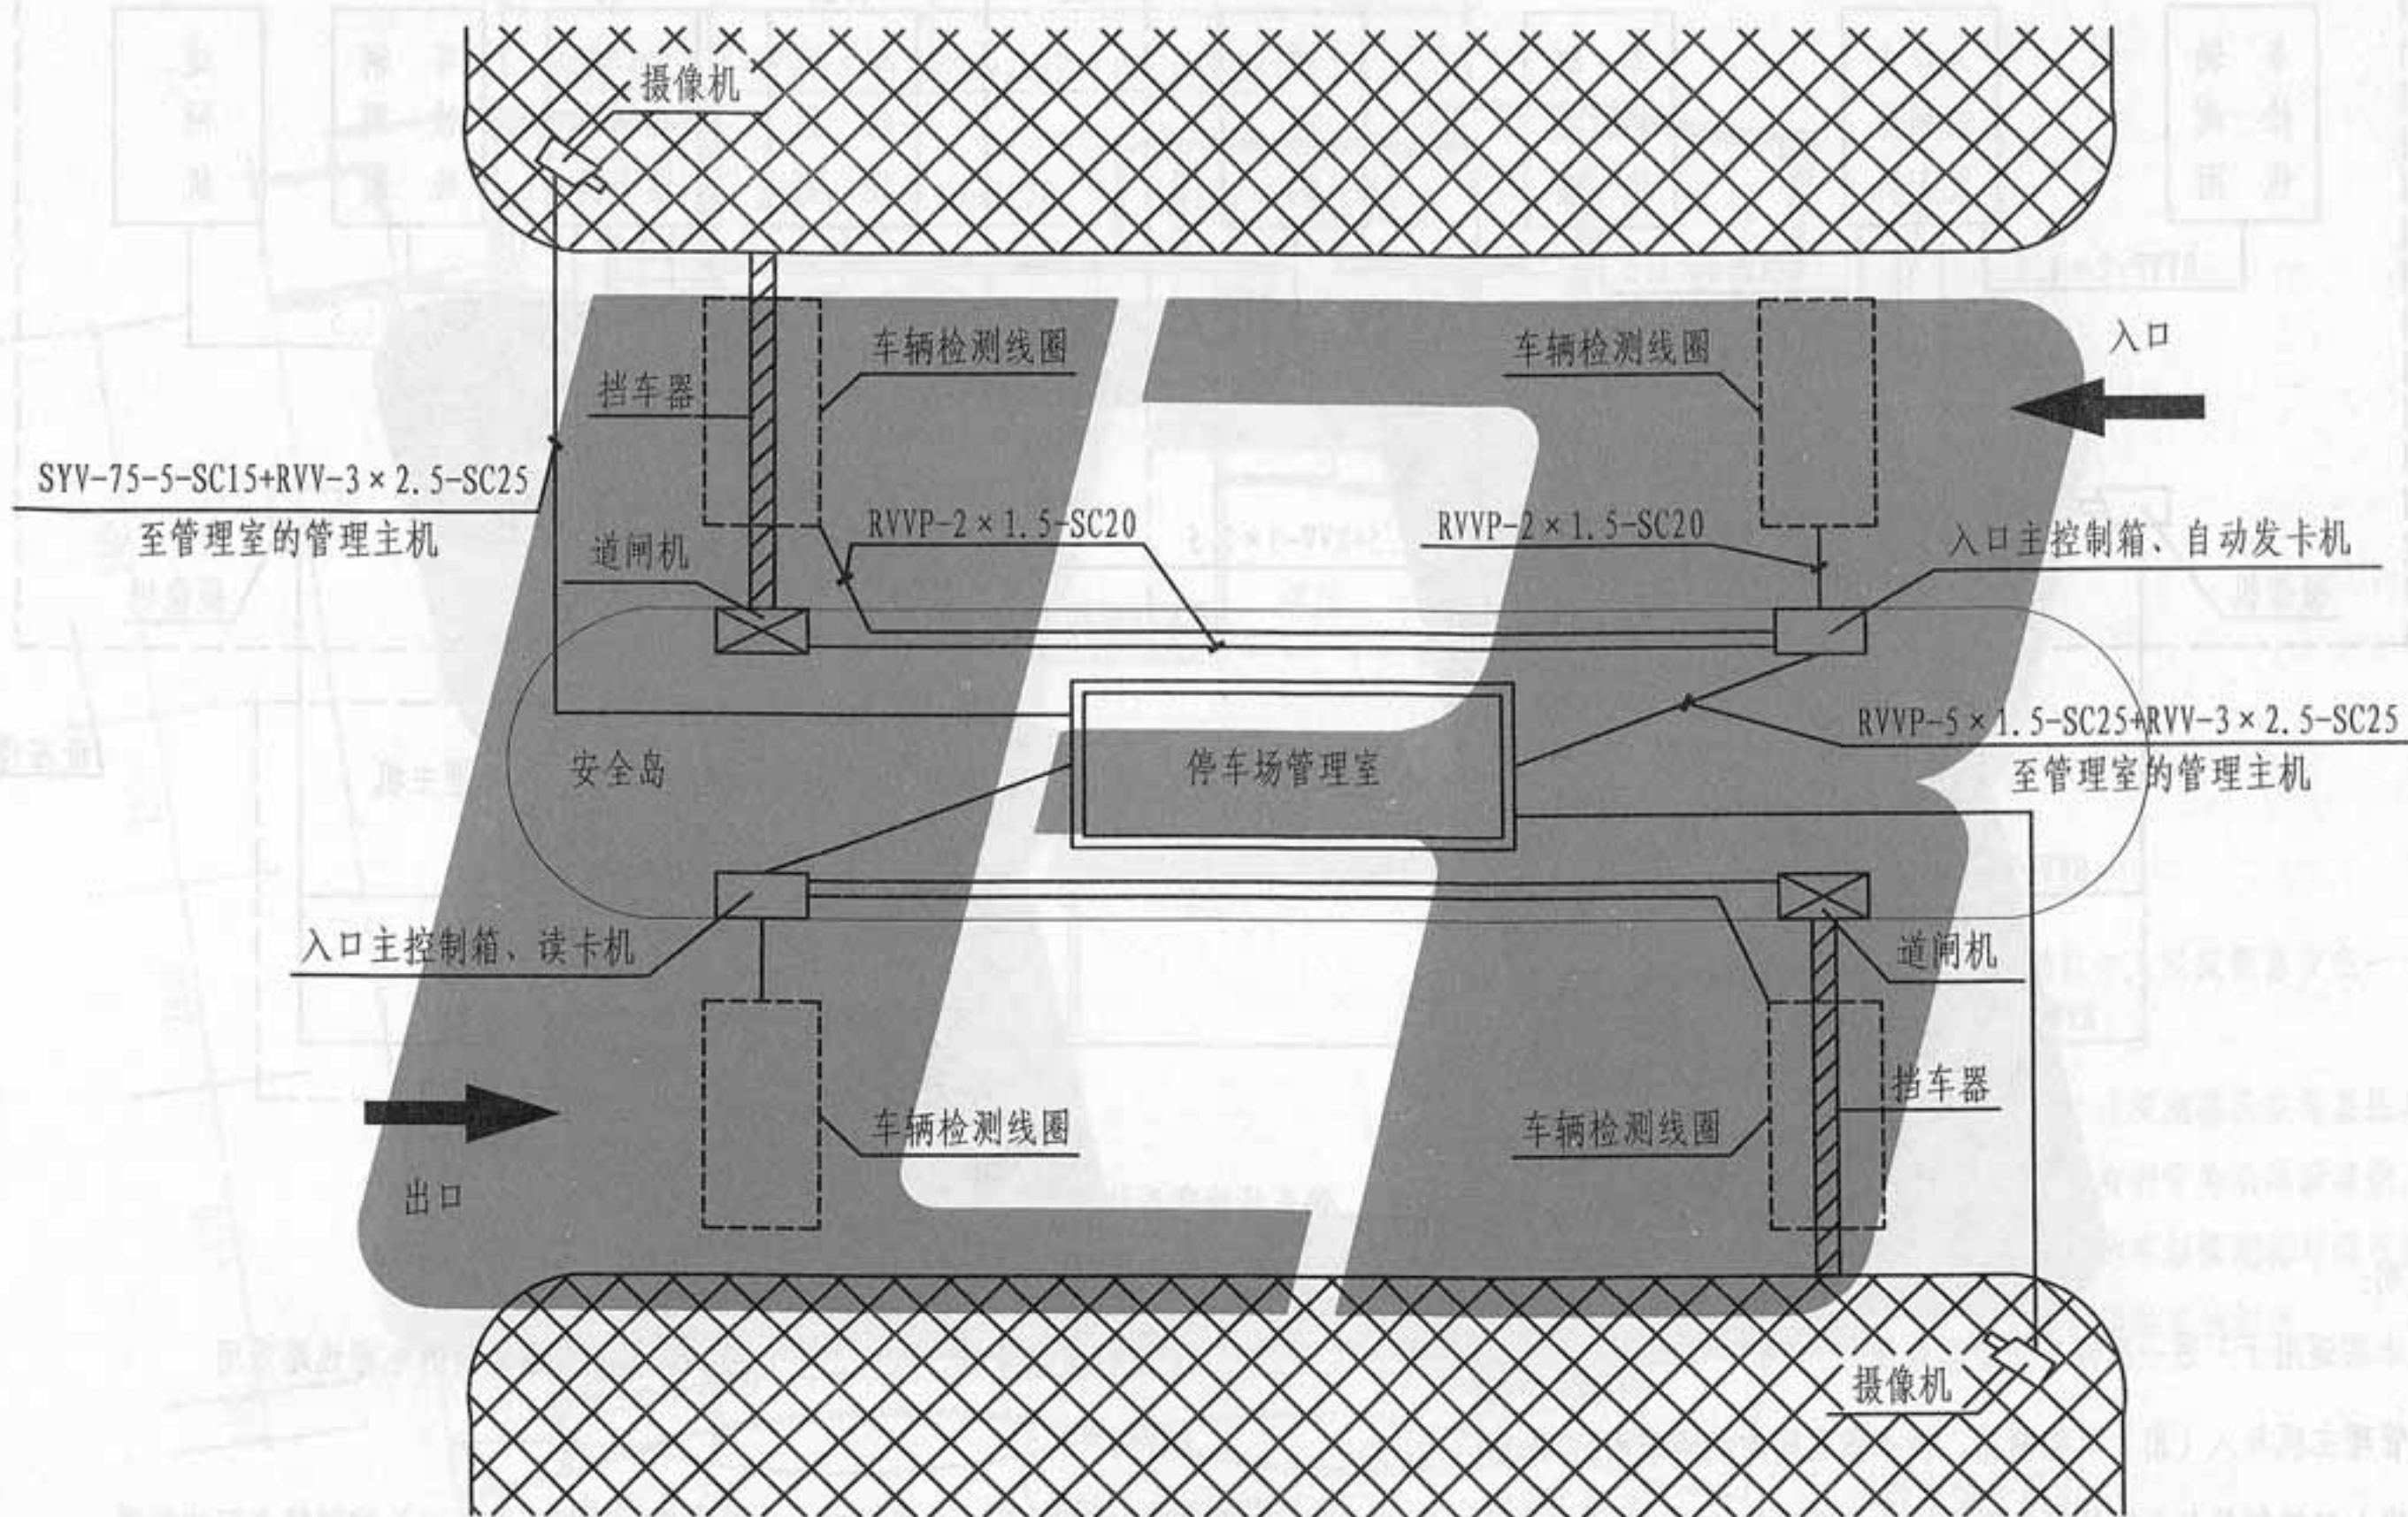 摄像机
入口
车辆检测线圈
车辆检测线圈
挡车器
SYV-75-5-SC15+RVV-3×2.5-SC25
至管理室的管理主机
RVVP-2×1.5-SC20
RVVP-2×1.5-SC20
道闸机
入口主控制箱、自动发卡机
安全岛
停车场管理室
RVVP-5×1.5-SC25+RVV-3×2.5-SC25
至管理室的管理主机
入口主控制箱、读卡机
道闸机
挡车器
车辆检测线圈
车辆检测线圈
出口
摄像机